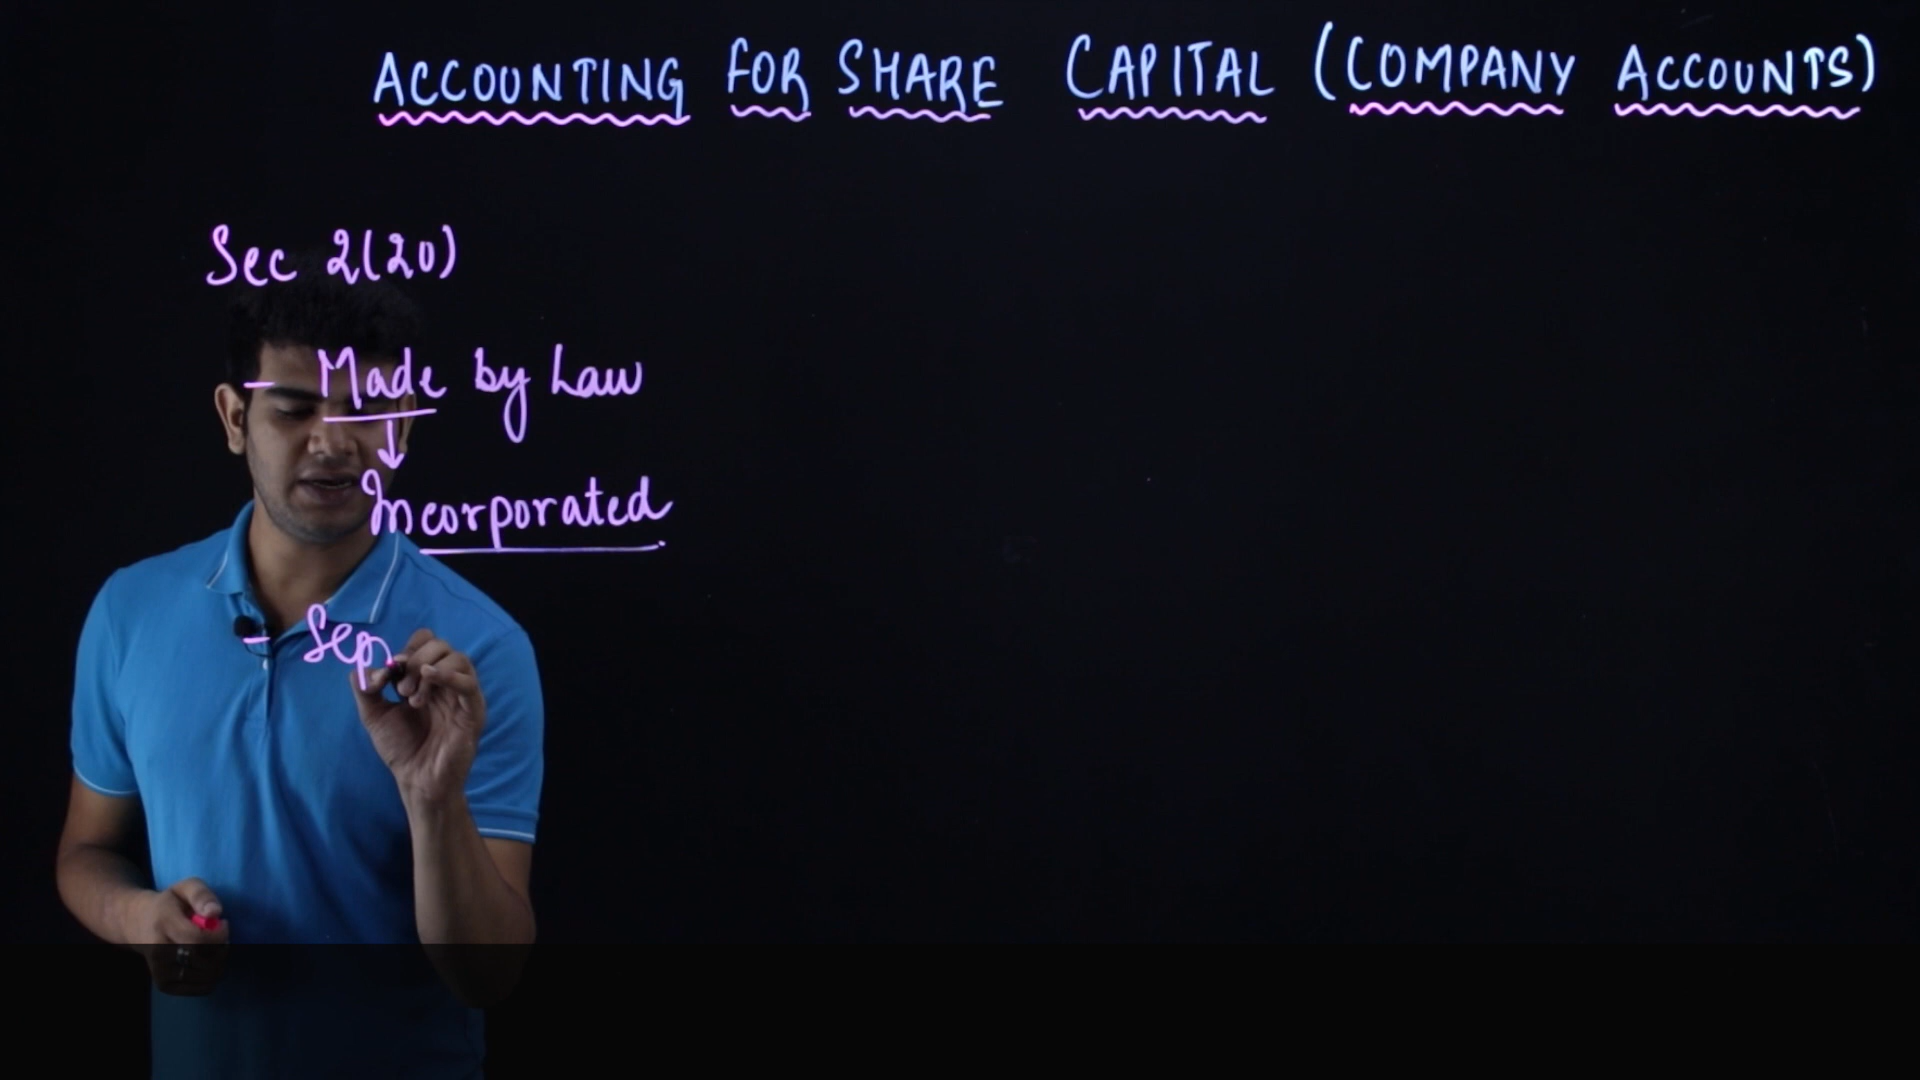 ACCOUNTING FOR SHARE CAPITAL (COMPANY ACCOUNTS)
Sec 2(20)
- Made by Law
↓
Incorporated
- Sep